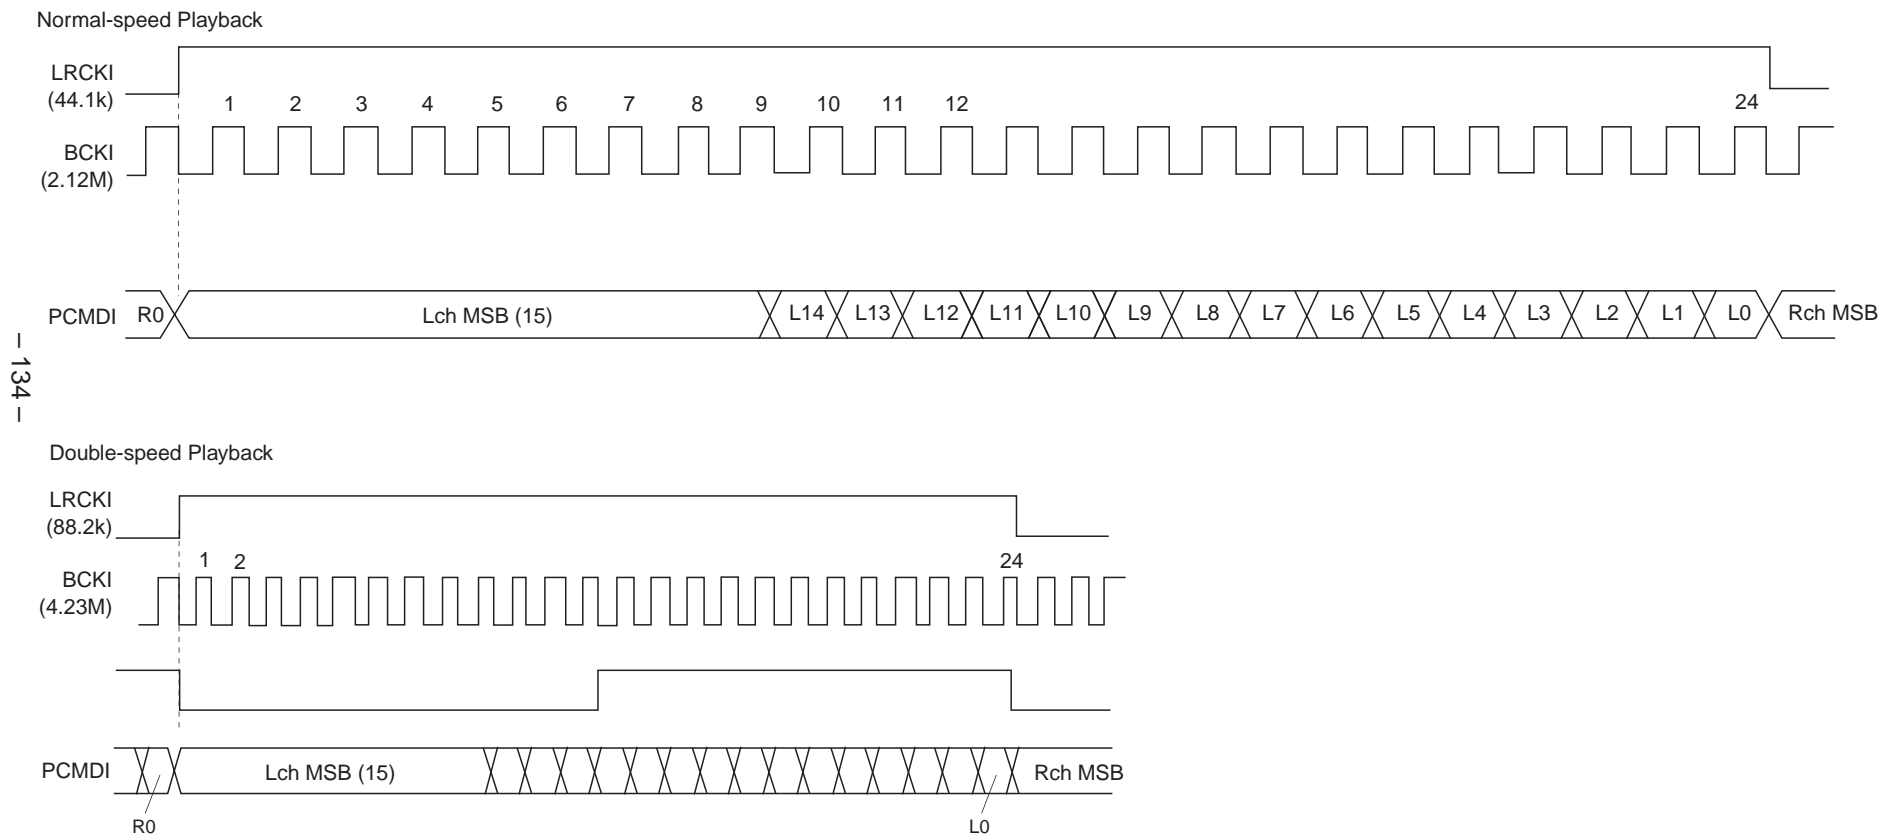 Normal-speed Playback
LRCKI
(44.1k)
1 2 3 4 5 6 7 8 9 10 11 12 24
BCKI
(2.12M)
PCMDI R0 Lch MSB (15) L14 L13 L12 L11 L10 L9 L8 L7 L6 L5 L4 L3 L2 L1 L0 Rch MSB
– 134 –
Double-speed Playback
LRCKI
(88.2k)
1 2 24
BCKI
(4.23M)
PCMDI Lch MSB (15) Rch MSB
R0 L0